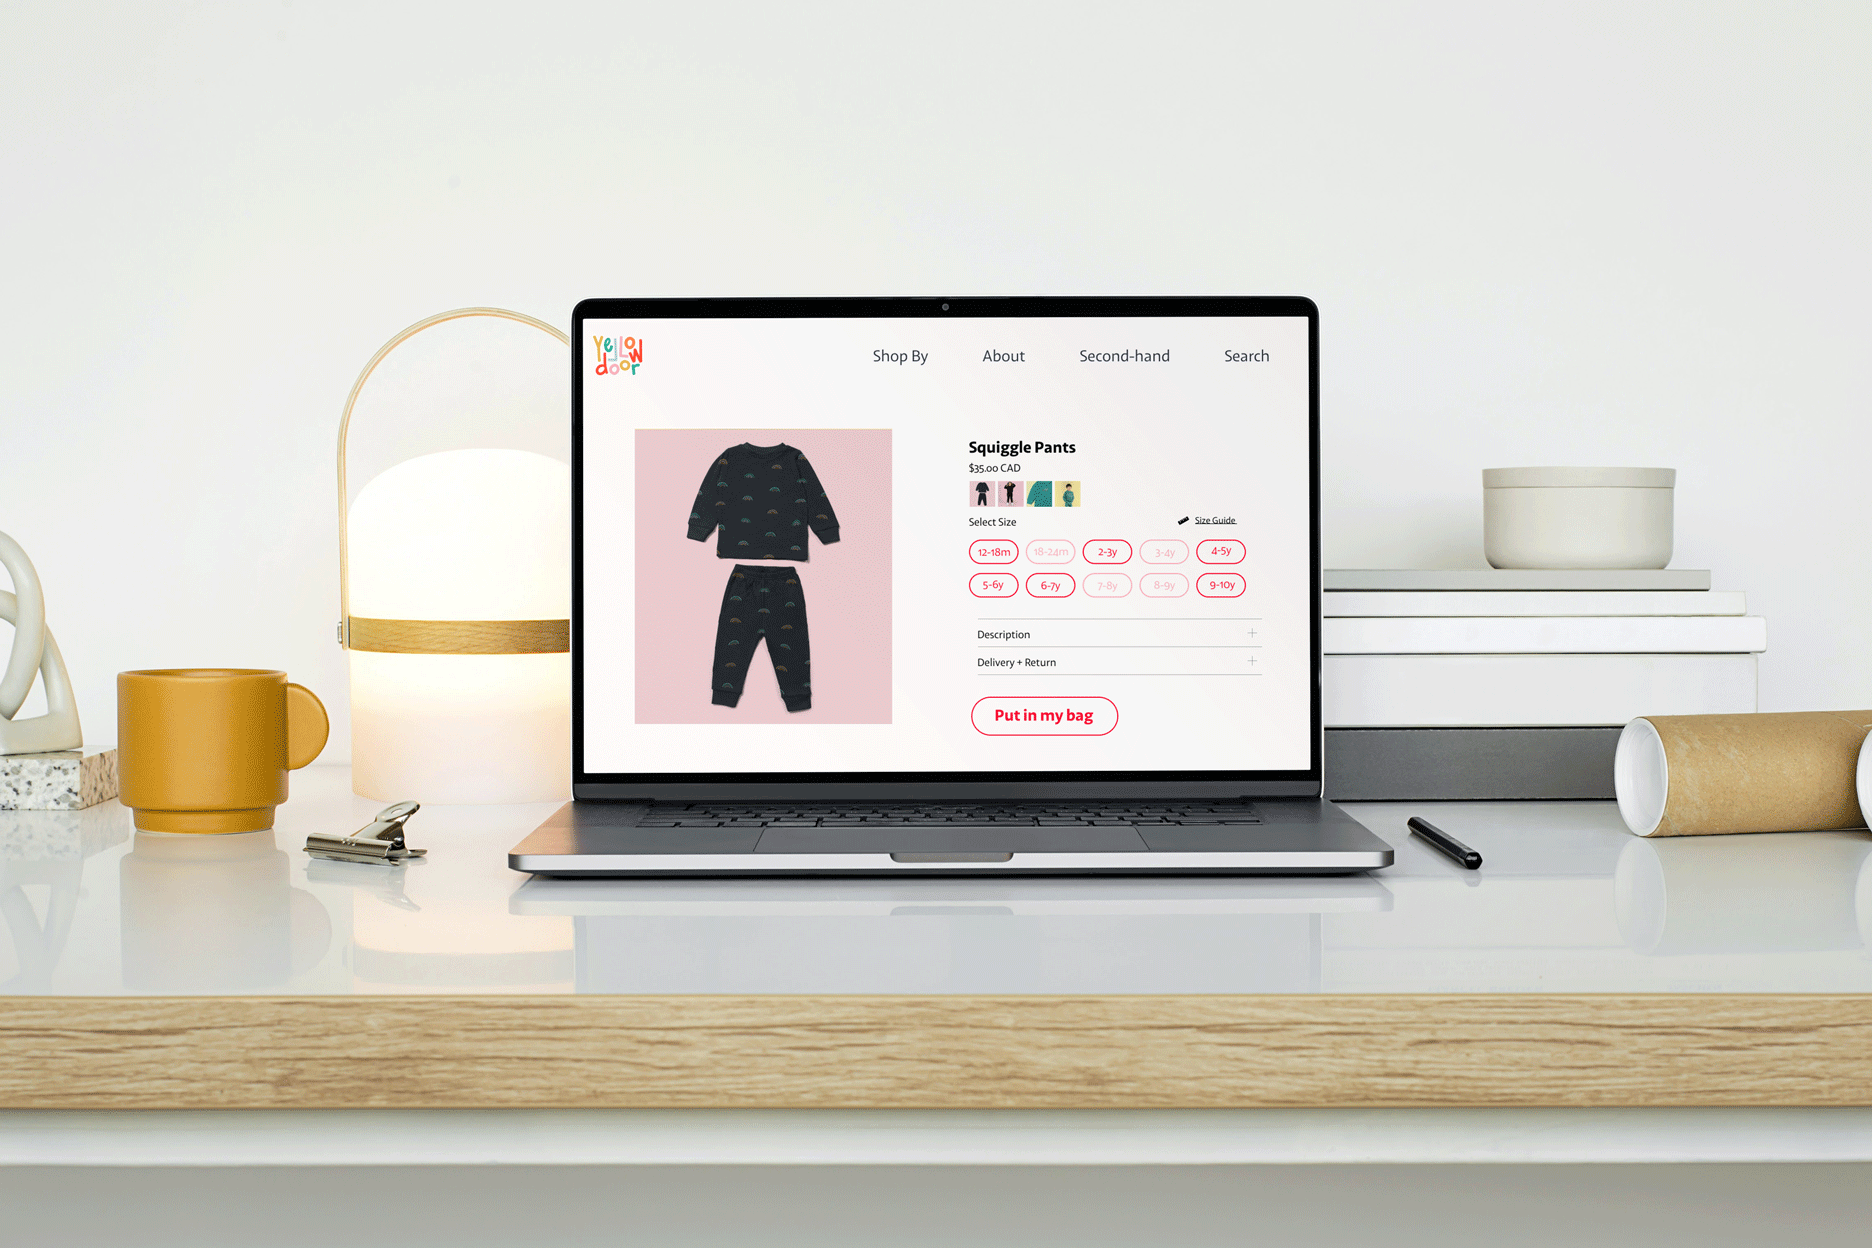 Yellow
door
Shop By
About
Second-hand
Search
Squiggle Pants
$35.00 CAD
Select Size
Size Guide
12-18m
18-24m
2-3y
3-4y
4-5y
5-6y
6-7y
7-8y
8-9y
9-10y
Description
Delivery + Return
Put in my bag